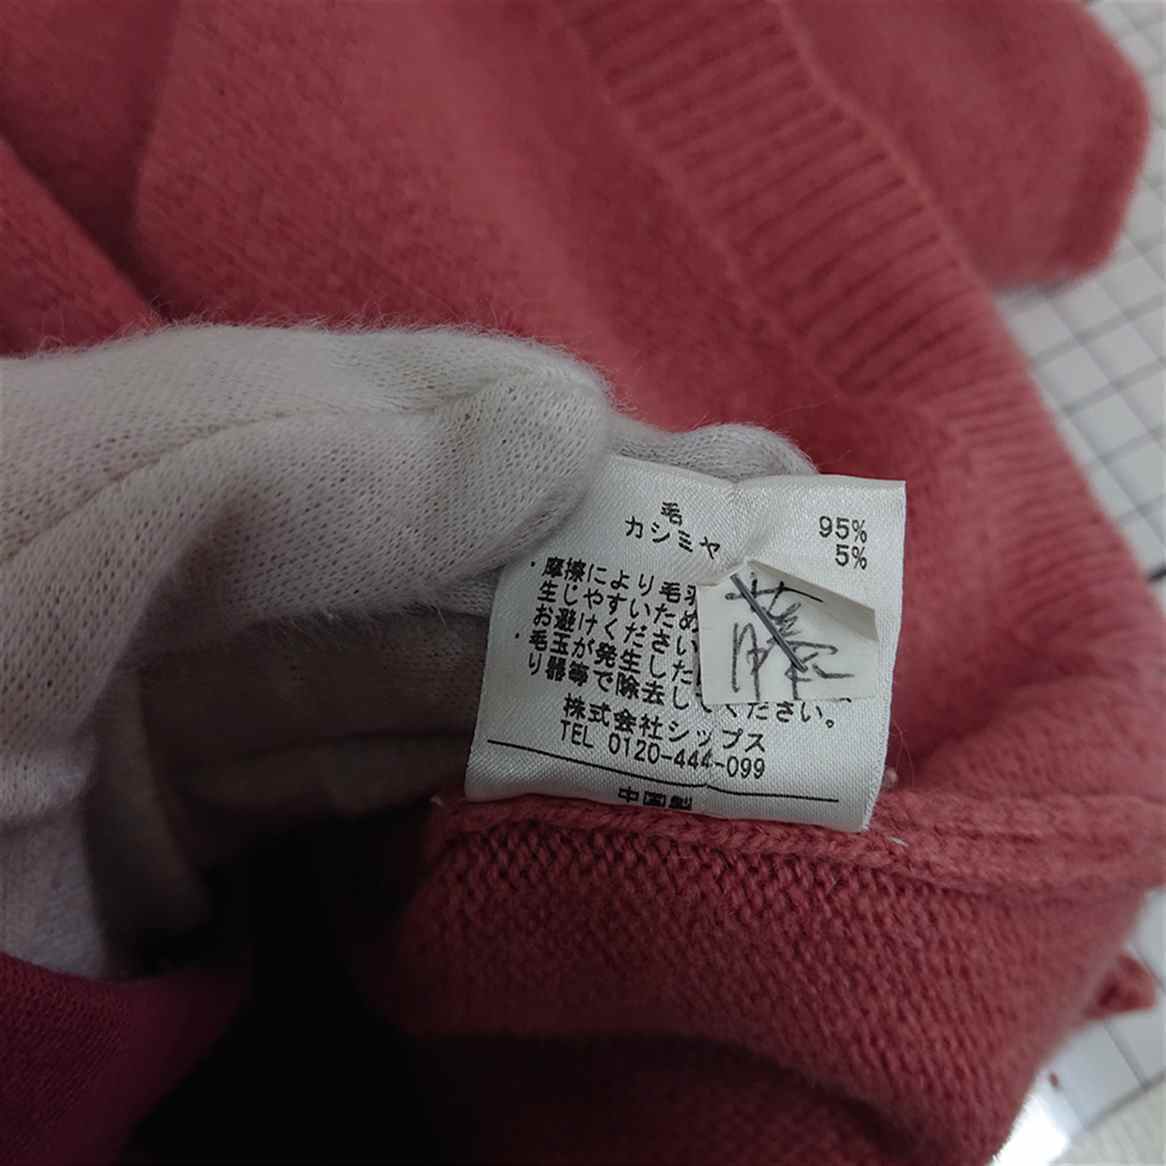 毛 95%
カシミヤ 5%
・摩擦により毛羽
生じやすいため
お避けください
・毛玉が発生した
り器等で除去してください。
株式会社シップス
TEL 0120-444-099
中国製